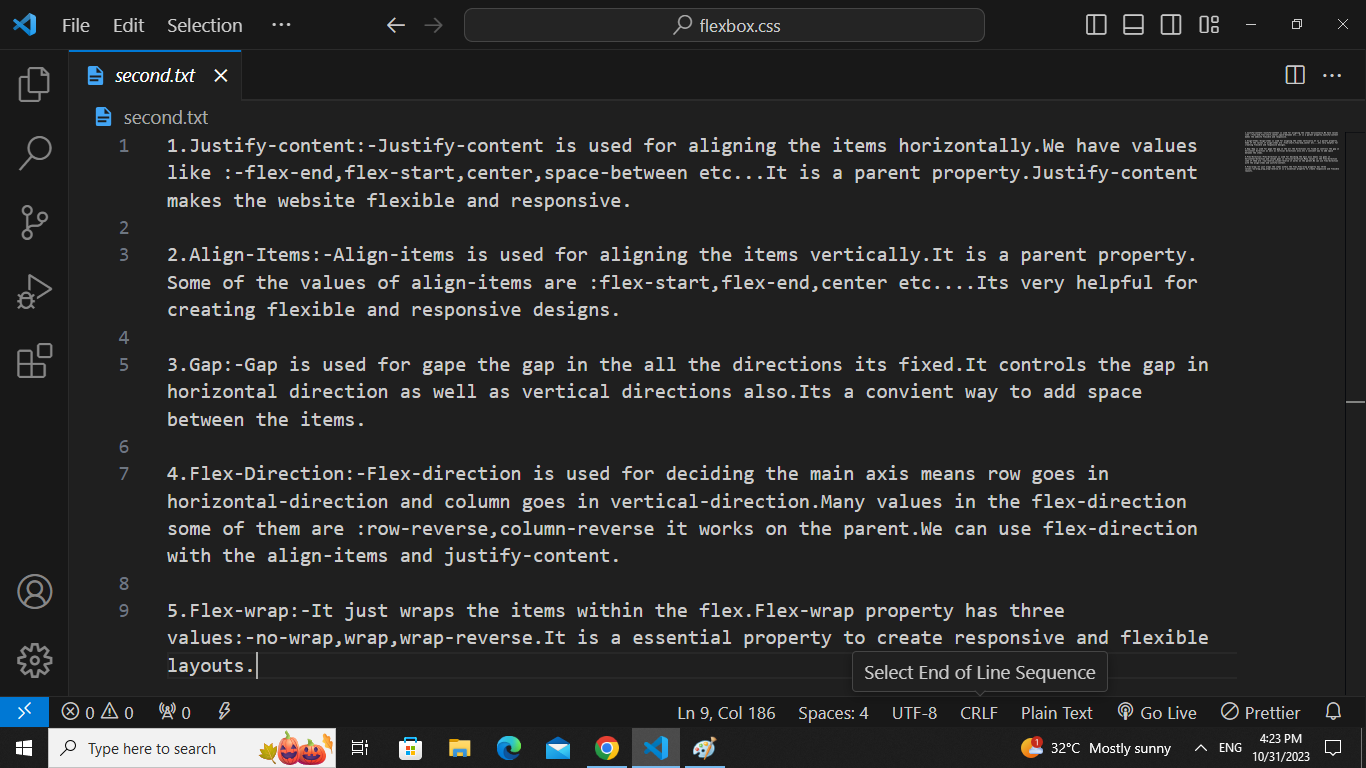 File Edit Selection ··· flexbox.css
second.txt
second.txt
1 1.Justify-content:-Justify-content is used for aligning the items horizontally.We have values
like :-flex-end,flex-start,center,space-between etc...It is a parent property.Justify-content
makes the website flexible and responsive.
2
3 2.Align-Items:-Align-items is used for aligning the items vertically.It is a parent property.
Some of the values of align-items are :flex-start,flex-end,center etc....Its very helpful for
creating flexible and responsive designs.
4
5 3.Gap:-Gap is used for gape the gap in the all the directions its fixed.It controls the gap in
horizontal direction as well as vertical directions also.Its a convient way to add space
between the items.
6
7 4.Flex-Direction:-Flex-direction is used for deciding the main axis means row goes in
horizontal-direction and column goes in vertical-direction.Many values in the flex-direction
some of them are :row-reverse,column-reverse it works on the parent.We can use flex-direction
with the align-items and justify-content.
8
9 5.Flex-wrap:-It just wraps the items within the flex.Flex-wrap property has three
values:-no-wrap,wrap,wrap-reverse.It is a essential property to create responsive and flexible
layouts.
Select End of Line Sequence
0 0 0 Ln 9, Col 186 Spaces: 4 UTF-8 CRLF Plain Text Go Live Prettier
Type here to search 1 32°C Mostly sunny ENG 4:23 PM
10/31/2023